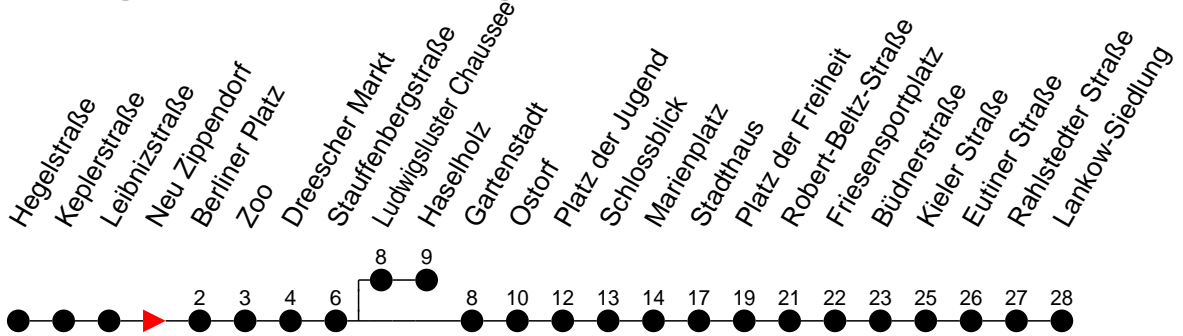 Hegelstraße
Keplerstraße
Leibnizstraße
Neu Zippendorf
Berliner Platz
Zoo
Dreescher Markt
Stauffenbergstraße
Ludwigsluster Chaussee
Haselholz
Gartenstadt
Ostorf
Platz der Jugend
Schlossblick
Marienplatz
Stadthaus
Platz der Freiheit
Robert-Beltz-Straße
Friesensportplatz
Büdnerstraße
Kieler Straße
Eutiner Straße
Rahlstedter Straße
Lankow-Siedlung
8 9
2 3 4 6 8 10 12 13 14 17 19 21 22 23 25 26 27 28